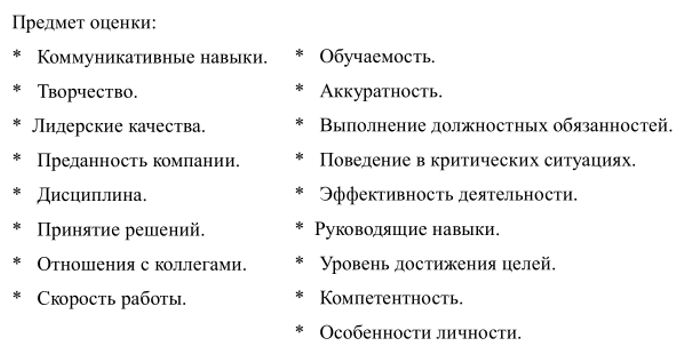 Предмет оценки:
* Коммуникативные навыки.
* Творчество.
* Лидерские качества.
* Преданность компании.
* Дисциплина.
* Принятие решений.
* Отношения с коллегами.
* Скорость работы.
* Обучаемость.
* Аккуратность.
* Выполнение должностных обязанностей.
* Поведение в критических ситуациях.
* Эффективность деятельности.
* Руководящие навыки.
* Уровень достижения целей.
* Компетентность.
* Особенности личности.